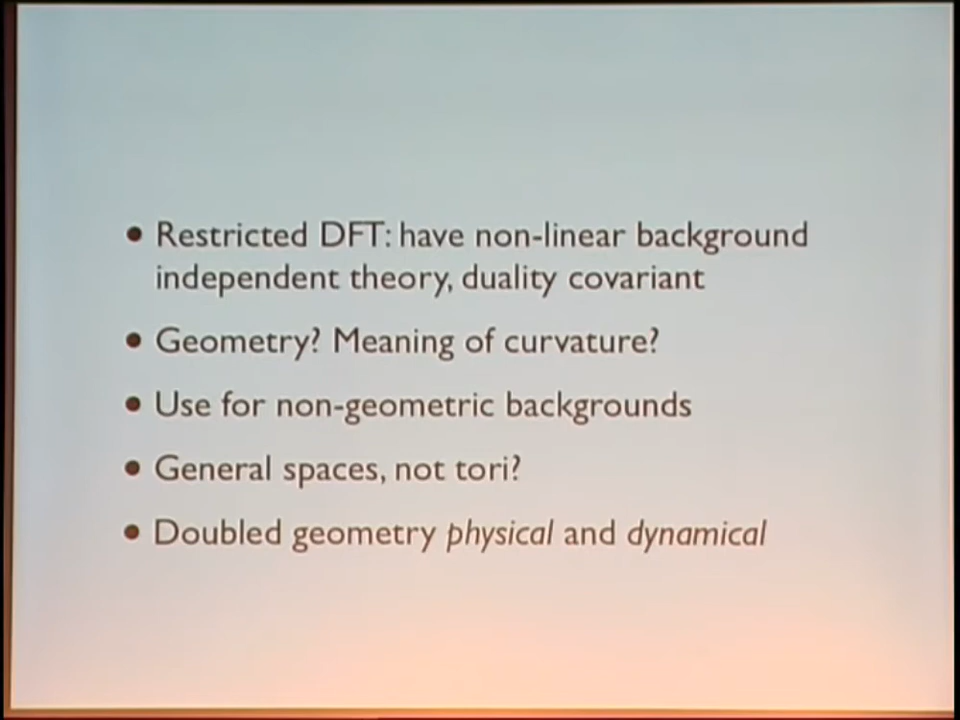 • Restricted DFT: have non-linear background
independent theory, duality covariant
• Geometry? Meaning of curvature?
• Use for non-geometric backgrounds
• General spaces, not tori?
• Doubled geometry physical and dynamical